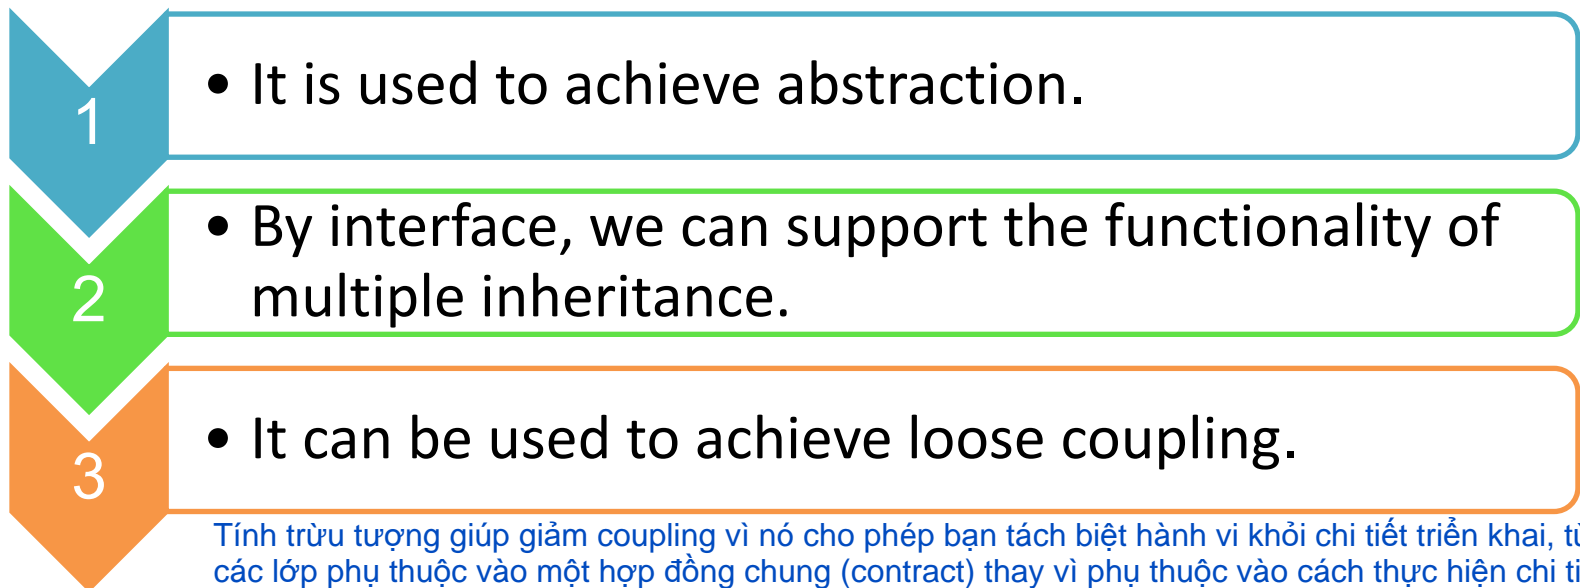 1
• It is used to achieve abstraction.
2
• By interface, we can support the functionality of
multiple inheritance.
3
• It can be used to achieve loose coupling.
Tính trừu tượng giúp giảm coupling vì nó cho phép bạn tách biệt hành vi khỏi chi tiết triển khai,
các lớp phụ thuộc vào một hợp đồng chung (contract) thay vì phụ thuộc vào cách thực hiện chi